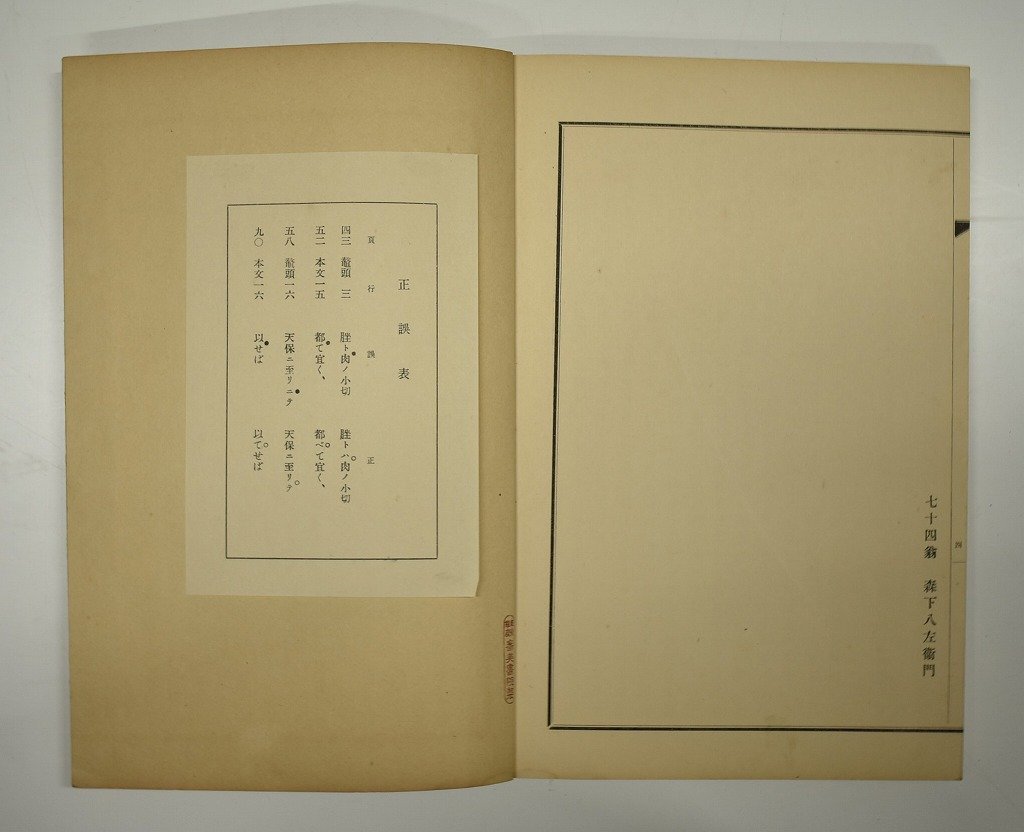 七十四翁 森下八左衞門
四
正誤表
頁 行 誤 正
四三 鼇頭 三 脞ト肉ノ小切 脞トハ肉ノ小切
五二 本文一五 都て宜く、 都べて宜く、
五八 鼇頭一六 天保ニ至リニテ 天保ニ至リテ
九〇 本文一六 以せば 以てせば